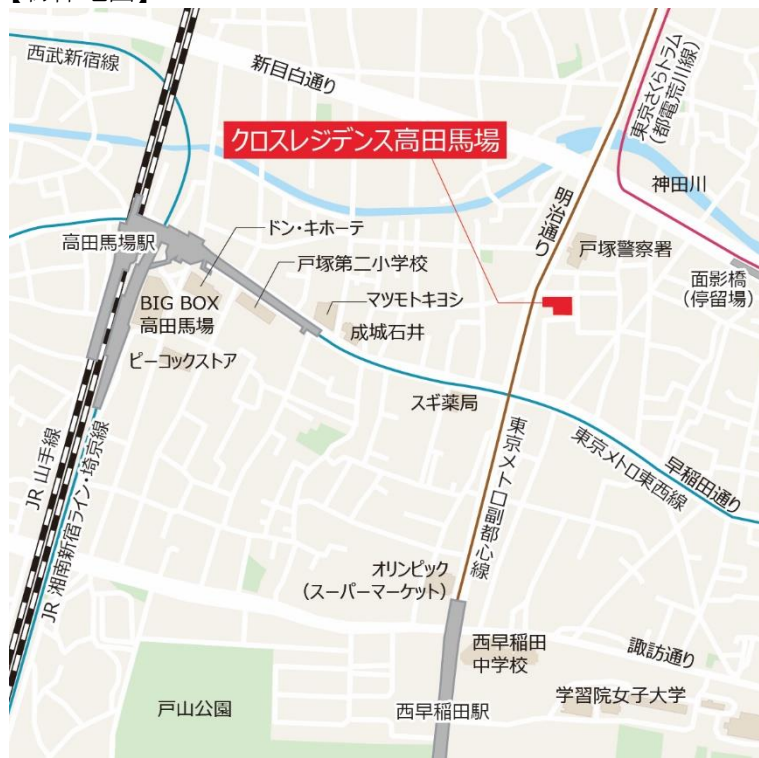 西武新宿線
新目白通り
東京さくらトラム
(都電荒川線)
クロスレジデンス高田馬場
神田川
明治通り
ドン・キホーテ
高田馬場駅
戸塚警察署
戸塚第二小学校
面影橋
(停留場)
BIG BOX
高田馬場
マツモトキヨシ
成城石井
ピーコックストア
スギ薬局
東京メトロ副都心線
東京メトロ東西線
早稲田通り
JR 山手線
JR 湘南新宿ライン・埼京線
オリンピック
(スーパーマーケット)
西早稲田
中学校
諏訪通り
学習院女子大学
戸山公園
西早稲田駅